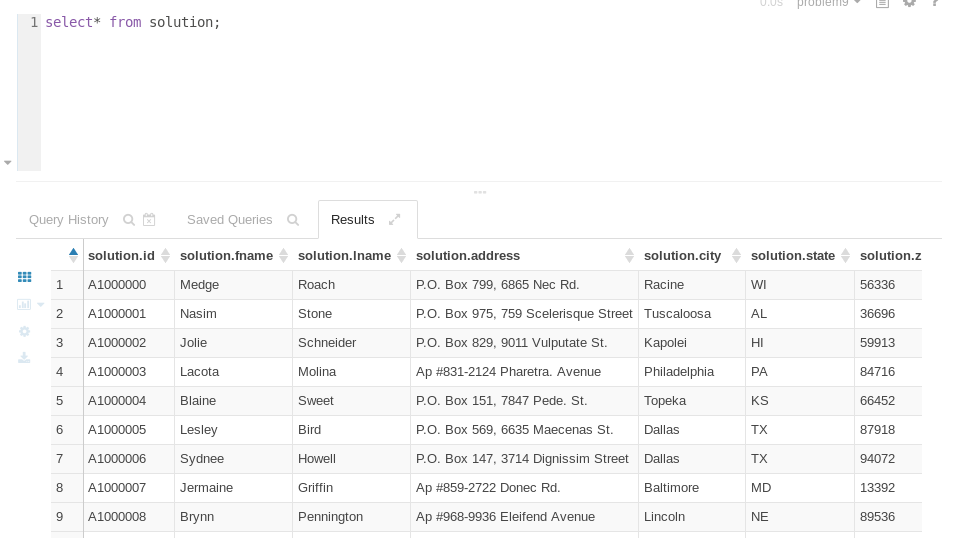 0.0s problem9 ?
1 select* from solution;
Query History Saved Queries Results
solution.id solution.fname solution.lname solution.address solution.city solution.state solution.z
1 A1000000 Medge Roach P.O. Box 799, 6865 Nec Rd. Racine WI 56336
2 A1000001 Nasim Stone P.O. Box 975, 759 Scelerisque Street Tuscaloosa AL 36696
3 A1000002 Jolie Schneider P.O. Box 829, 9011 Vulputate St. Kapolei HI 59913
4 A1000003 Lacota Molina Ap #831-2124 Pharetra. Avenue Philadelphia PA 84716
5 A1000004 Blaine Sweet P.O. Box 151, 7847 Pede. St. Topeka KS 66452
6 A1000005 Lesley Bird P.O. Box 569, 6635 Maecenas St. Dallas TX 87918
7 A1000006 Sydnee Howell P.O. Box 147, 3714 Dignissim Street Dallas TX 94072
8 A1000007 Jermaine Griffin Ap #859-2722 Donec Rd. Baltimore MD 13392
9 A1000008 Brynn Pennington Ap #968-9936 Eleifend Avenue Lincoln NE 89536